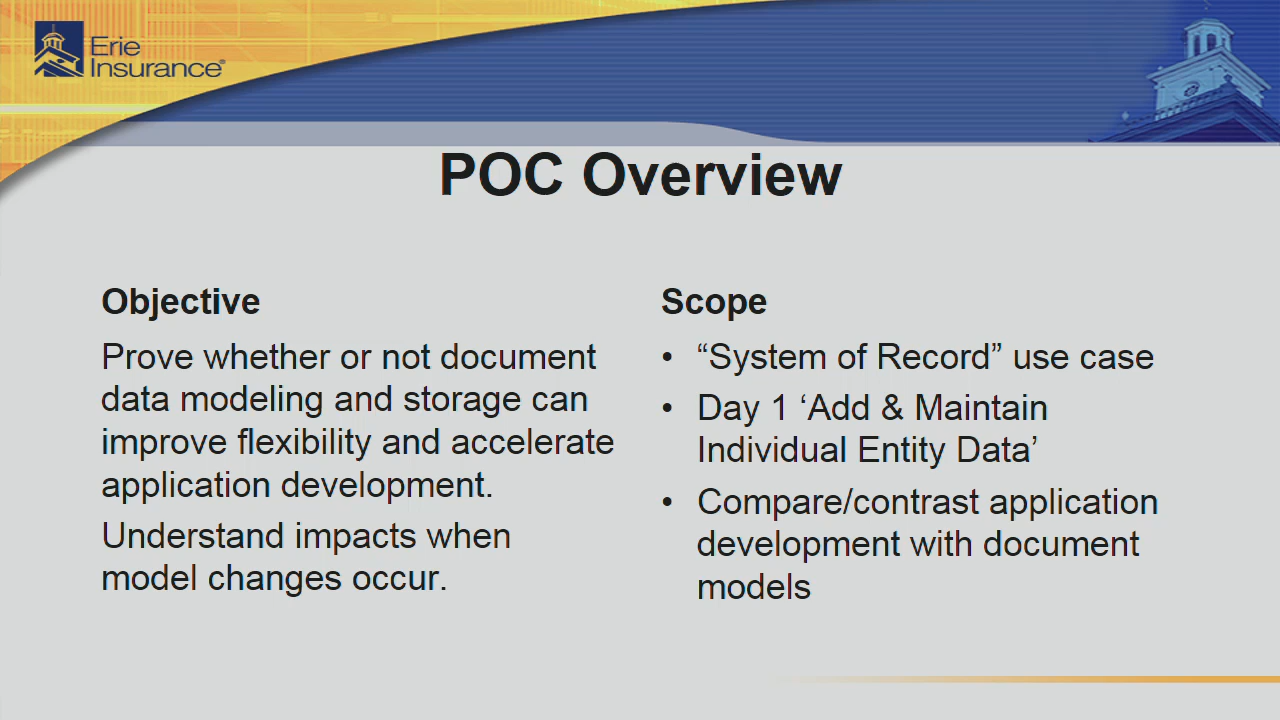 Erie
Insurance®
POC Overview
Objective
Prove whether or not document
data modeling and storage can
improve flexibility and accelerate
application development.
Understand impacts when
model changes occur.
Scope
• “System of Record” use case
• Day 1 ‘Add & Maintain
Individual Entity Data’
• Compare/contrast application
development with document
models